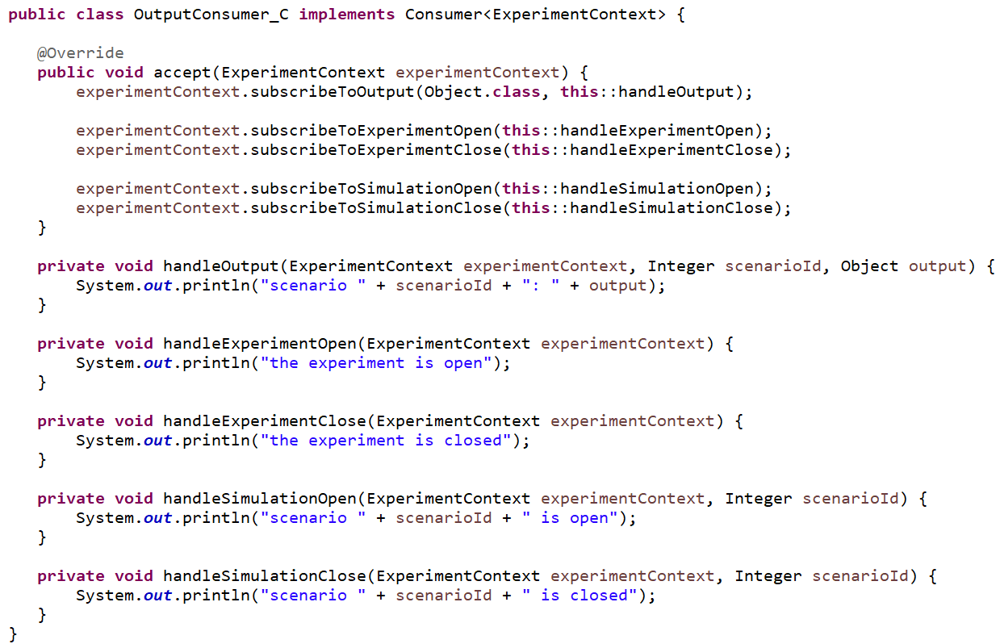 public class OutputConsumer_C implements Consumer<ExperimentContext> {

   @Override
   public void accept(ExperimentContext experimentContext) {
       experimentContext.subscribeToOutput(Object.class, this::handleOutput);

       experimentContext.subscribeToExperimentOpen(this::handleExperimentOpen);
       experimentContext.subscribeToExperimentClose(this::handleExperimentClose);

       experimentContext.subscribeToSimulationOpen(this::handleSimulationOpen);
       experimentContext.subscribeToSimulationClose(this::handleSimulationClose);
   }

   private void handleOutput(ExperimentContext experimentContext, Integer scenarioId, Object output) {
       System.out.println("scenario " + scenarioId + ": " + output);
   }

   private void handleExperimentOpen(ExperimentContext experimentContext) {
       System.out.println("the experiment is open");
   }

   private void handleExperimentClose(ExperimentContext experimentContext) {
       System.out.println("the experiment is closed");
   }

   private void handleSimulationOpen(ExperimentContext experimentContext, Integer scenarioId) {
       System.out.println("scenario " + scenarioId + " is open");
   }

   private void handleSimulationClose(ExperimentContext experimentContext, Integer scenarioId) {
       System.out.println("scenario " + scenarioId + " is closed");
   }
}